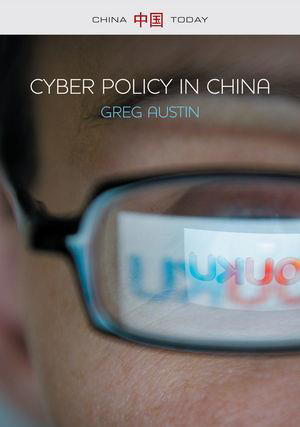 CHINA 中国 TODAY
CYBER POLICY IN CHINA
GREG AUSTIN